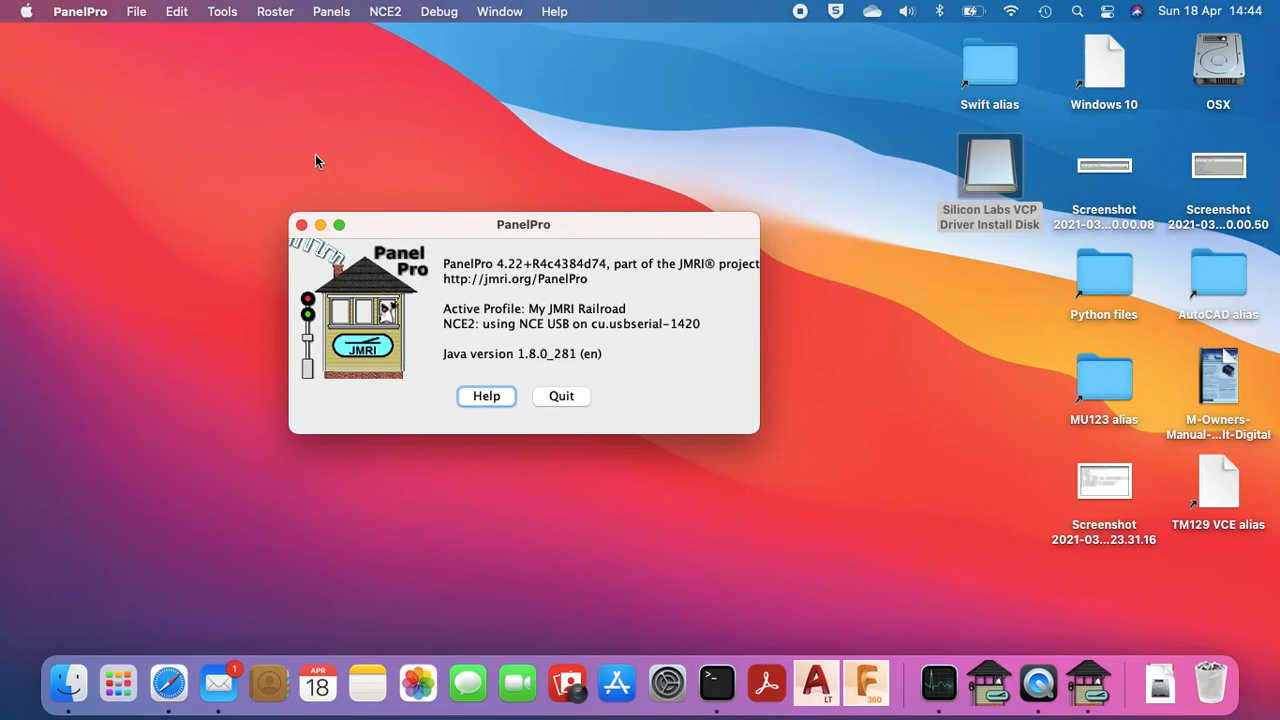 PanelPro File Edit Tools Roster Panels NCE2 Debug Window Help S Sun 18 Apr 14:44
Swift alias
Windows 10
OSX
Silicon Labs VCP
Driver Install Disk
Screenshot
2021-03...0.00.08
Screenshot
2021-03...0.00.50
PanelPro
Panel
Pro
JMRI
PanelPro 4.22+R4c4384d74, part of the JMRI® project
http://jmri.org/PanelPro
Active Profile: My JMRI Railroad
NCE2: using NCE USB on cu.usbserial-1420
Java version 1.8.0_281 (en)
Help Quit
Python files
AutoCAD alias
MU123 alias
M-Owners-
Manual-...lt-Digital
Screenshot
2021-03...23.31.16
TM129 VCE alias
1
APR
18
>_
A
LT
F
360